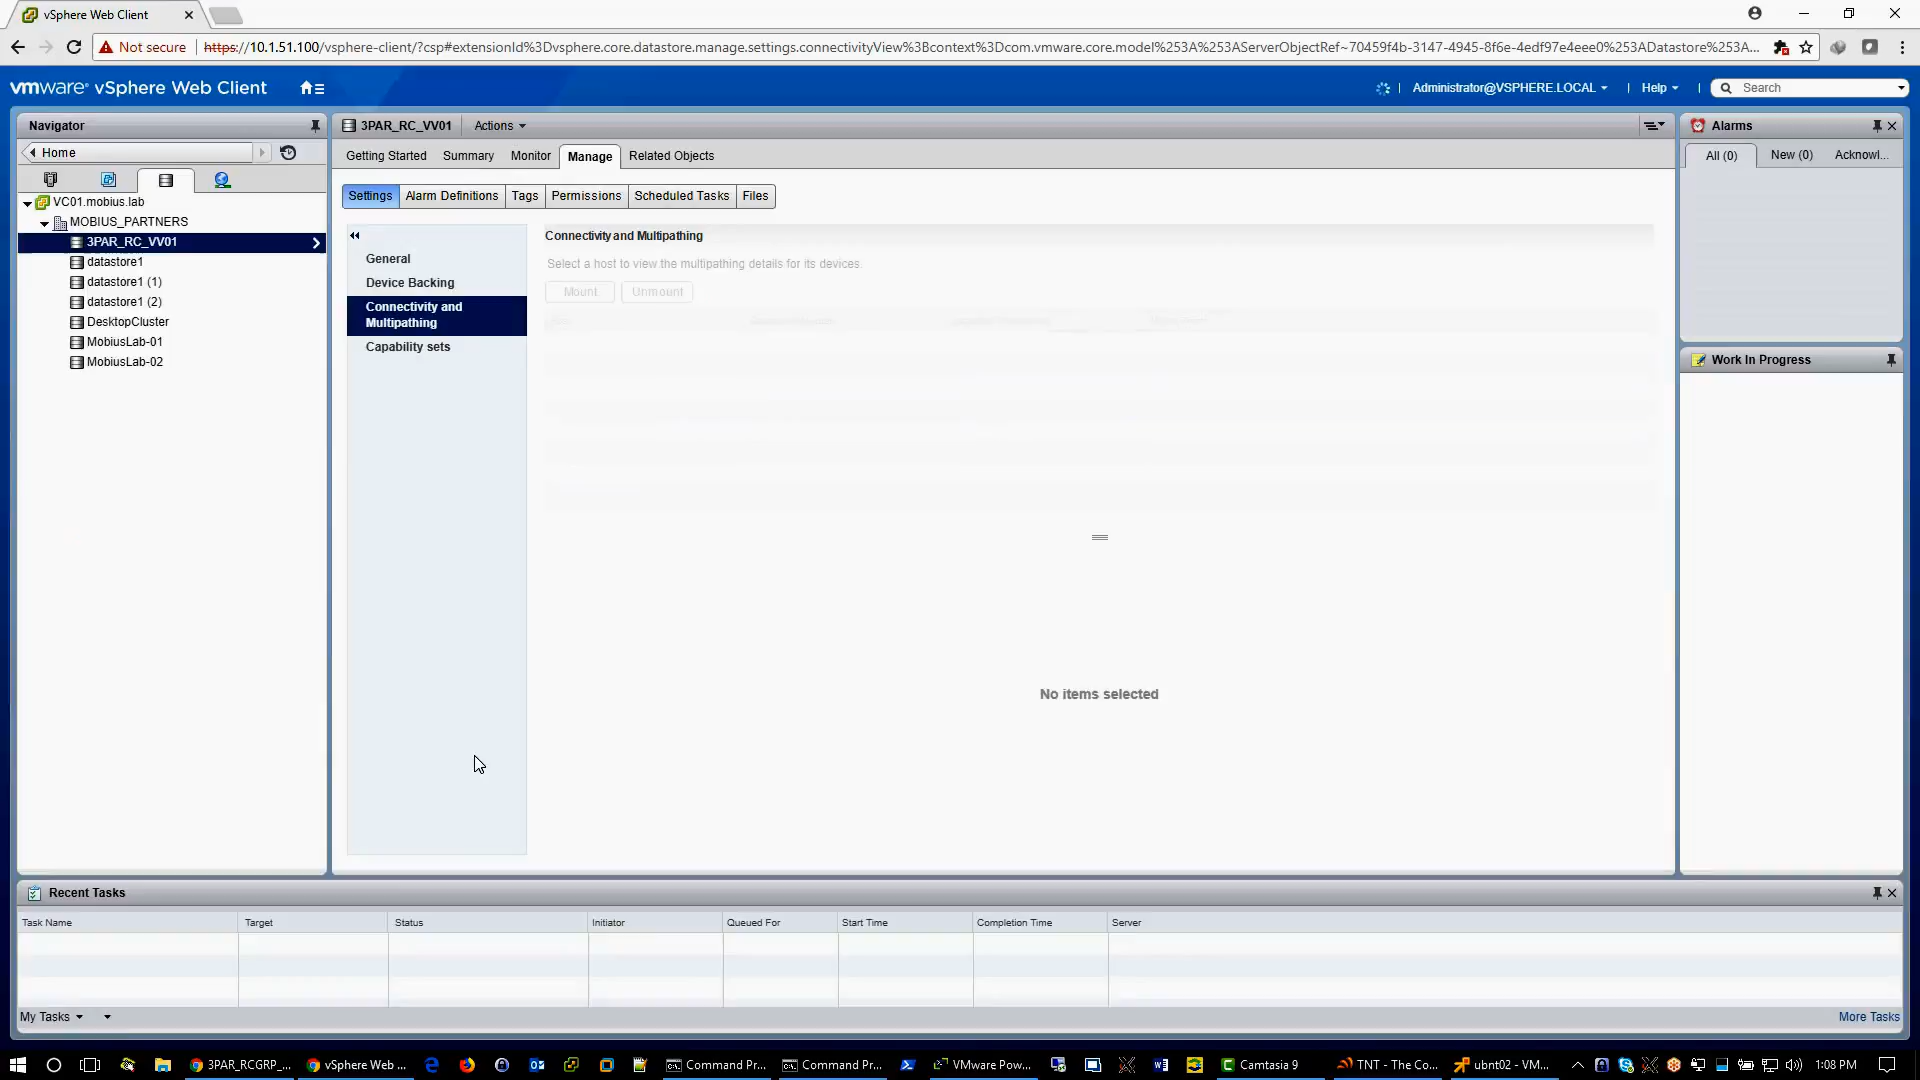 vSphere Web Client
Not secure
https://10.1.51.100/vsphere-client/?csp#extensionId%3Dvsphere.core.datastore.manage.settings.connectivityView%3Bcontext%3Dcom.vmware.core.model%253A%253AServerObjectRef~70459f4b-3147-4945-8f6e-4edf97e4eee0%253ADatastore%253A...
vmware® vSphere Web Client
Administrator@VSPHERE.LOCAL
Help
Search
Navigator
Home
VC01.mobius.lab
MOBIUS_PARTNERS
3PAR_RC_VV01
datastore1
datastore1 (1)
datastore1 (2)
DesktopCluster
MobiusLab-01
MobiusLab-02
3PAR_RC_VV01 Actions
Getting Started Summary Monitor Manage Related Objects
Settings Alarm Definitions Tags Permissions Scheduled Tasks Files
General
Device Backing
Connectivity and
Multipathing
Capability sets
Connectivity and Multipathing
Select a host to view the multipathing details for its devices.
Mount Unmount
No items selected
Alarms
All (0) New (0) Acknowl...
Work In Progress
Recent Tasks
Task Name Target Status Initiator Queued For Start Time Completion Time Server
My Tasks
More Tasks
3PAR_RCGRP_... vSphere Web ... Command Pr... Command Pr... VMware Pow... Camtasia 9 TNT - The Co... ubnt02 - VM... 1:08 PM